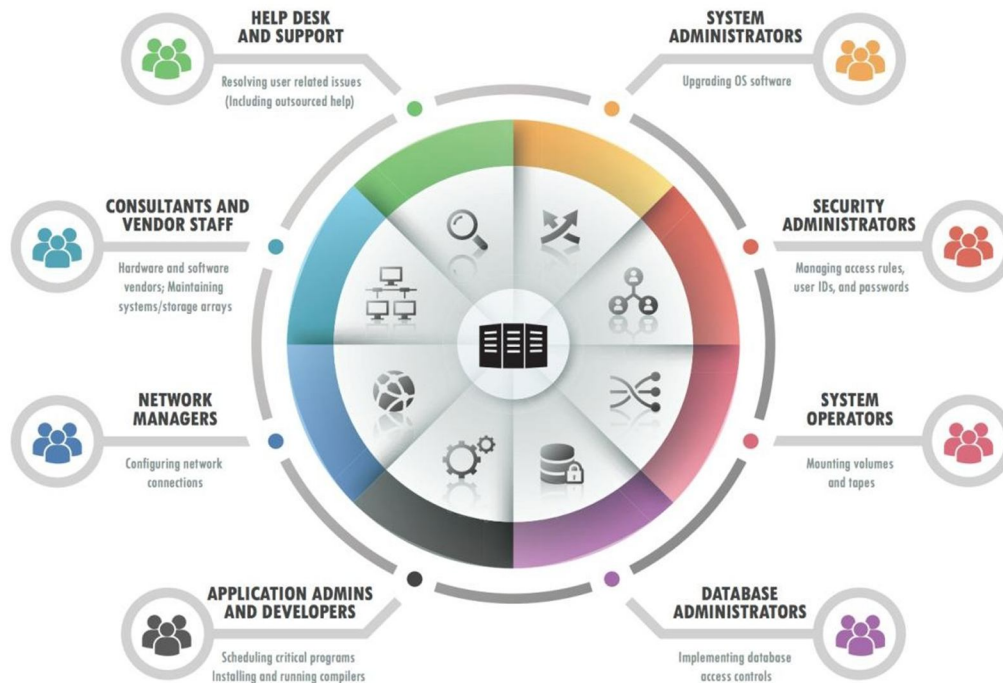 HELP DESK
AND SUPPORT
Resolving user related issues
(Including outsourced help)
SYSTEM
ADMINISTRATORS
Upgrading OS software
CONSULTANTS AND
VENDOR STAFF
Hardware and software
vendors; Maintaining
systems/storage arrays
SECURITY
ADMINISTRATORS
Managing access rules,
user IDs, and passwords
NETWORK
MANAGERS
Configuring network
connections
SYSTEM
OPERATORS
Mounting volumes
and tapes
APPLICATION ADMINS
AND DEVELOPERS
Scheduling critical programs
Installing and running compilers
DATABASE
ADMINISTRATORS
Implementing database
access controls